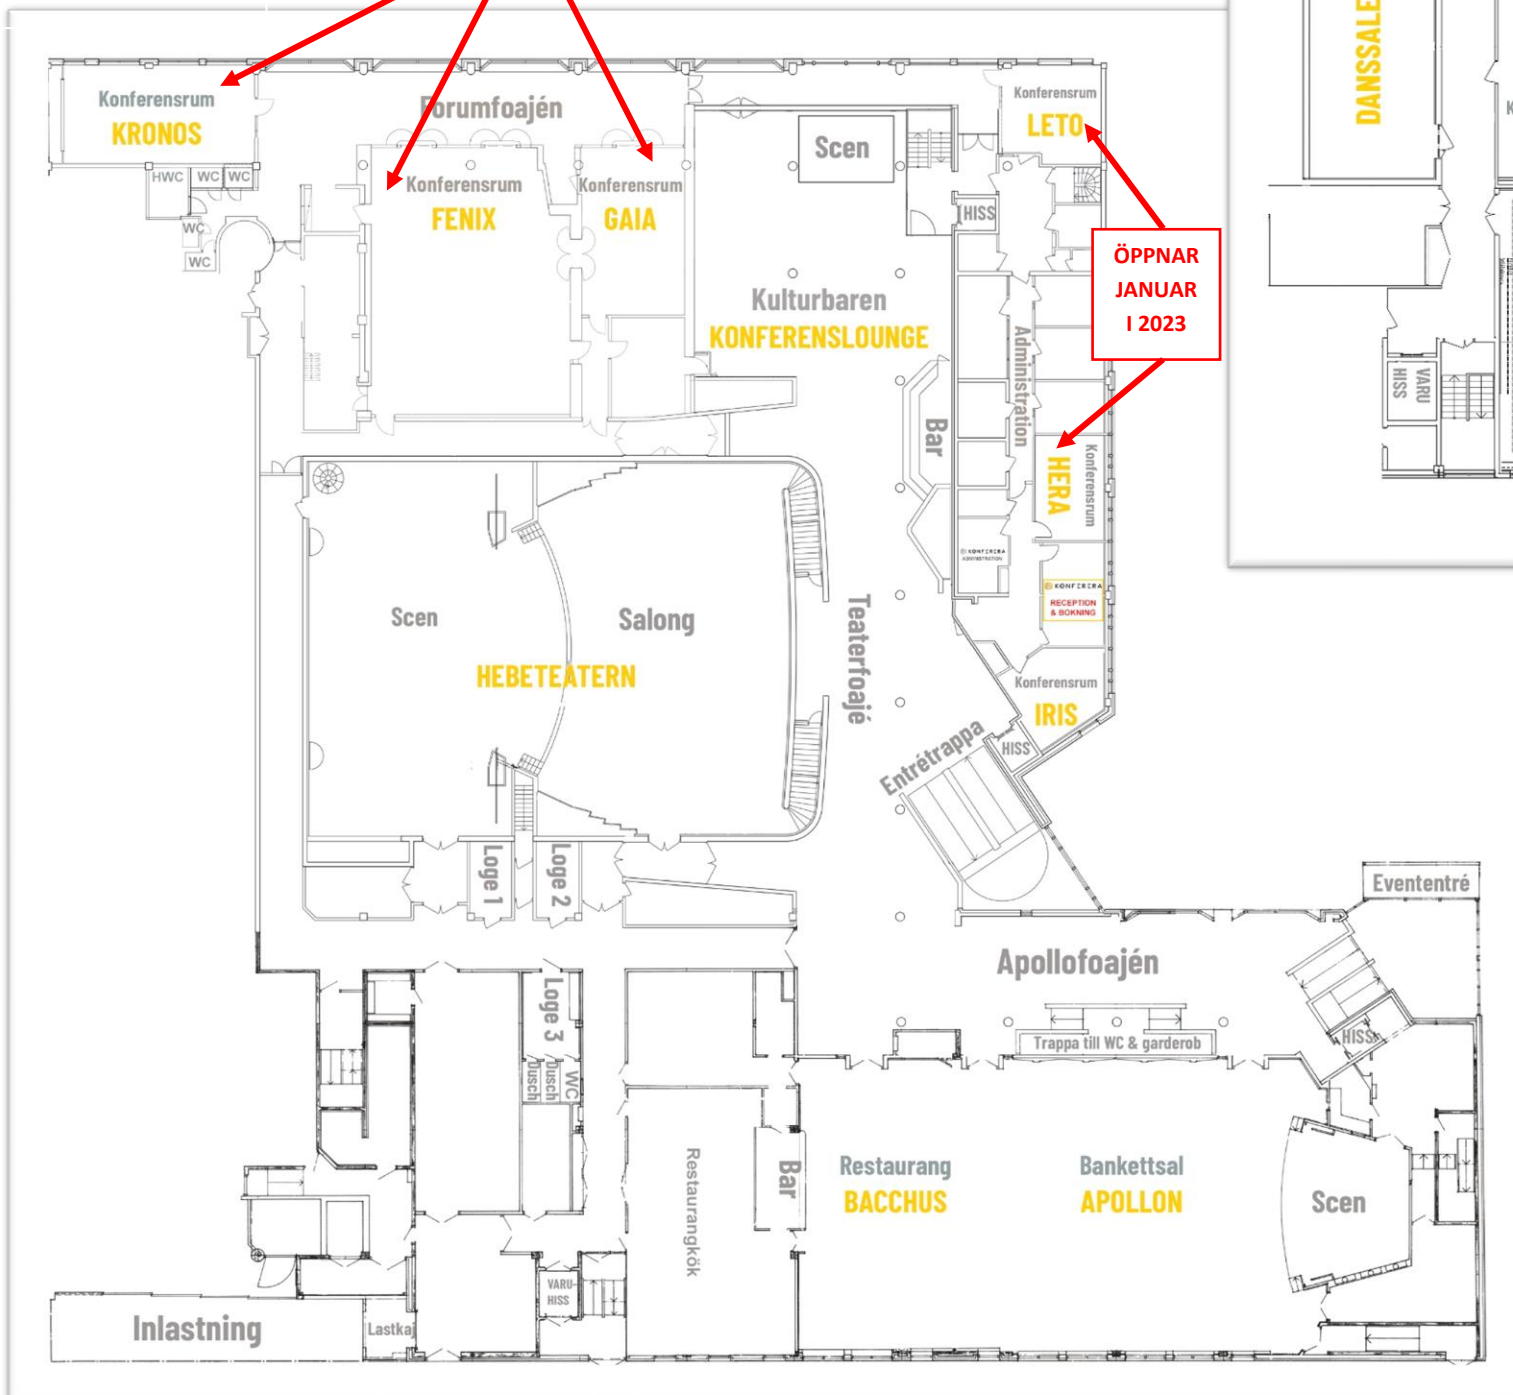 Konferensrum
KRONOS
HWC
WC
WC
WC
WC
Forumfoajén
Konferensrum
FENIX
Konferensrum
GAIA
Scen
Konferensrum
LETO
HISS
ÖPPNAR
JANUAR
I 2023
Kulturbaren
KONFERENSLOUNGE
Administration
Bar
Konferensrum
HERA
KONFERERA
ADMINISTRATION
KONFERERA
RECEPTION
& BOKNING
Konferensrum
IRIS
HISS
Entrétrappa
Teaterfoajé
Scen
Salong
HEBETEATERN
Loge 1
Loge 2
Evententré
Apollofoajén
HISS
Trappa till WC & garderob
Loge 3
Dusch
Dusch
WC
Restaurangkök
Bar
Restaurang
BACCHUS
Bankettsal
APOLLON
Scen
VARU-
HISS
Inlastning
Lastkaj
DANSSALE
K
VARU
HISS